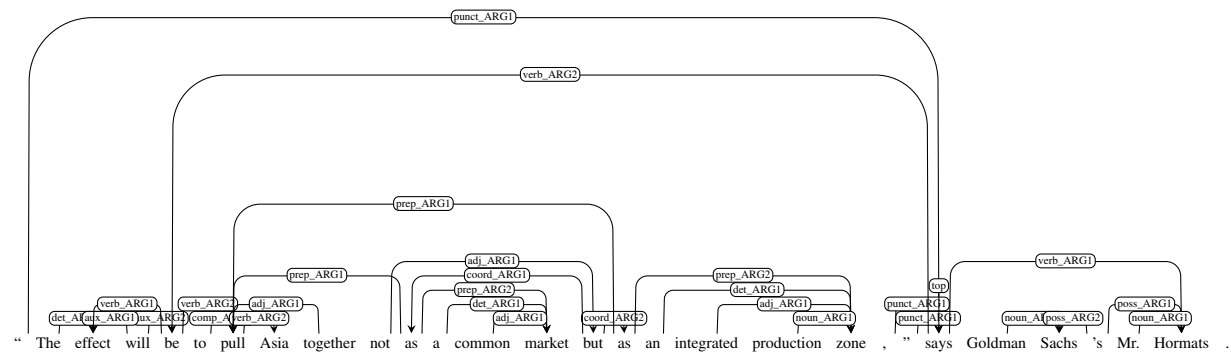 punct_ARG1
verb_ARG2
prep_ARG1
adj_ARG1 verb_ARG1
prep_ARG1 coord_ARG1 prep_ARG2
top
prep_ARG2 det_ARG1
verb_ARG1 verb_ARG2 adj_ARG1 det_ARG1 adj_ARG1 punct_ARG1 poss_ARG1
aux_ARG1 verb_ARG2 adj_ARG1 coord_ARG2 noun_ARG1 punct_ARG1 poss_ARG2 noun_ARG1
“ The effect will be to pull Asia together not as a common market but as an integrated production zone , ” says Goldman Sachs 's Mr. Hormats .